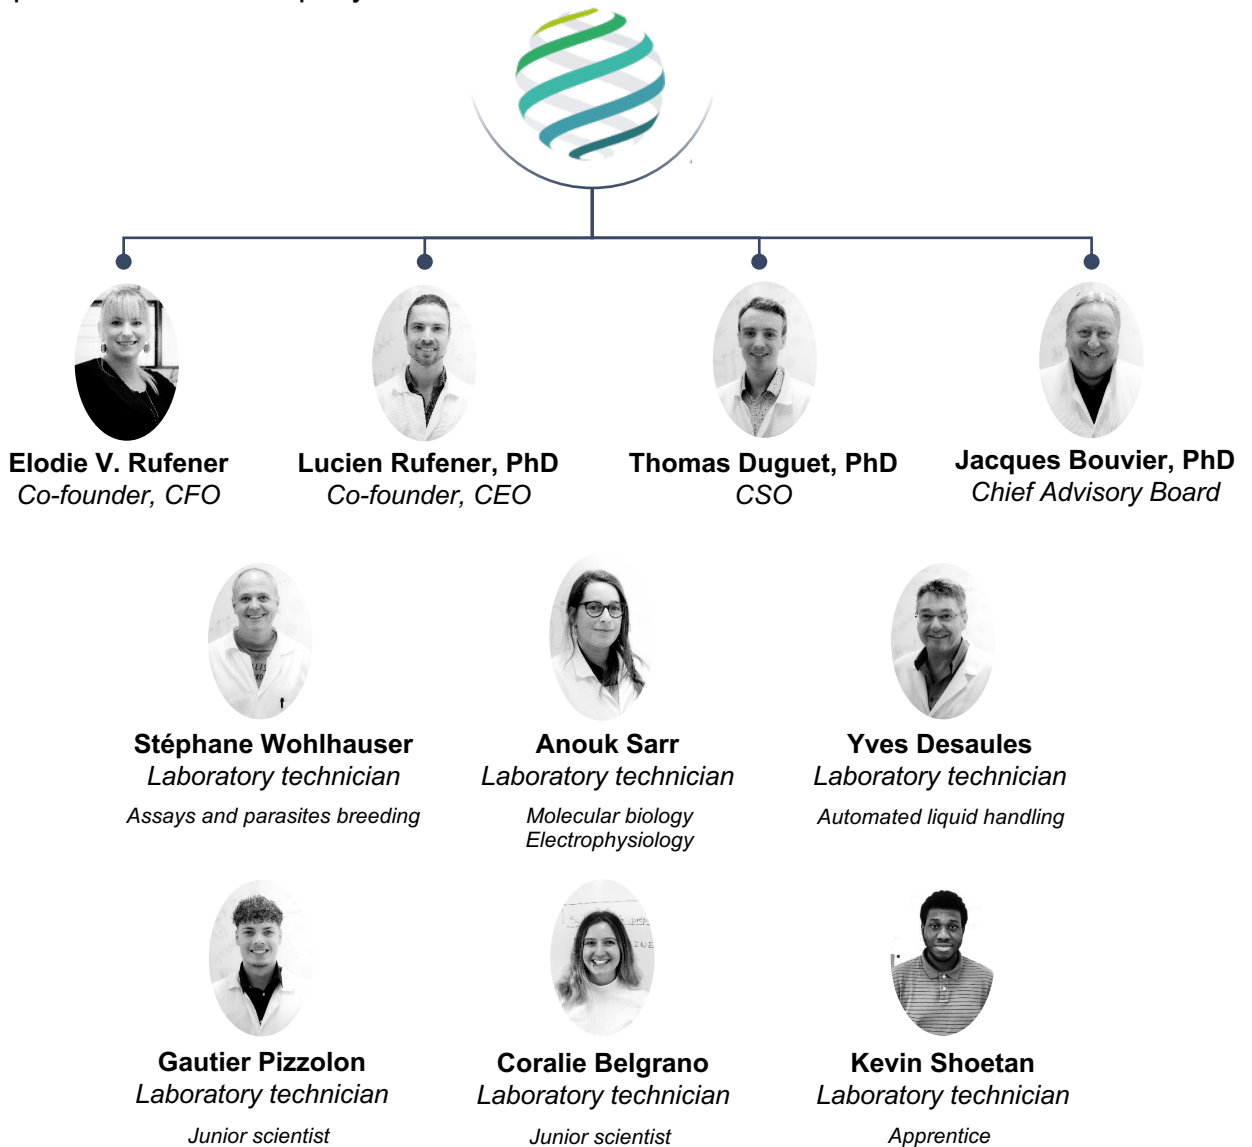 Elodie V. Rufener
Co-founder, CFO
Lucien Rufener, PhD
Co-founder, CEO
Thomas Duguet, PhD
CSO
Jacques Bouvier, PhD
Chief Advisory Board
Stéphane Wohlhauser
Laboratory technician
Assays and parasites breeding
Anouk Sarr
Laboratory technician
Molecular biology
Electrophysiology
Yves Desaules
Laboratory technician
Automated liquid handling
Gautier Pizzolon
Laboratory technician
Junior scientist
Coralie Belgrano
Laboratory technician
Junior scientist
Kevin Shoetan
Laboratory technician
Apprentice